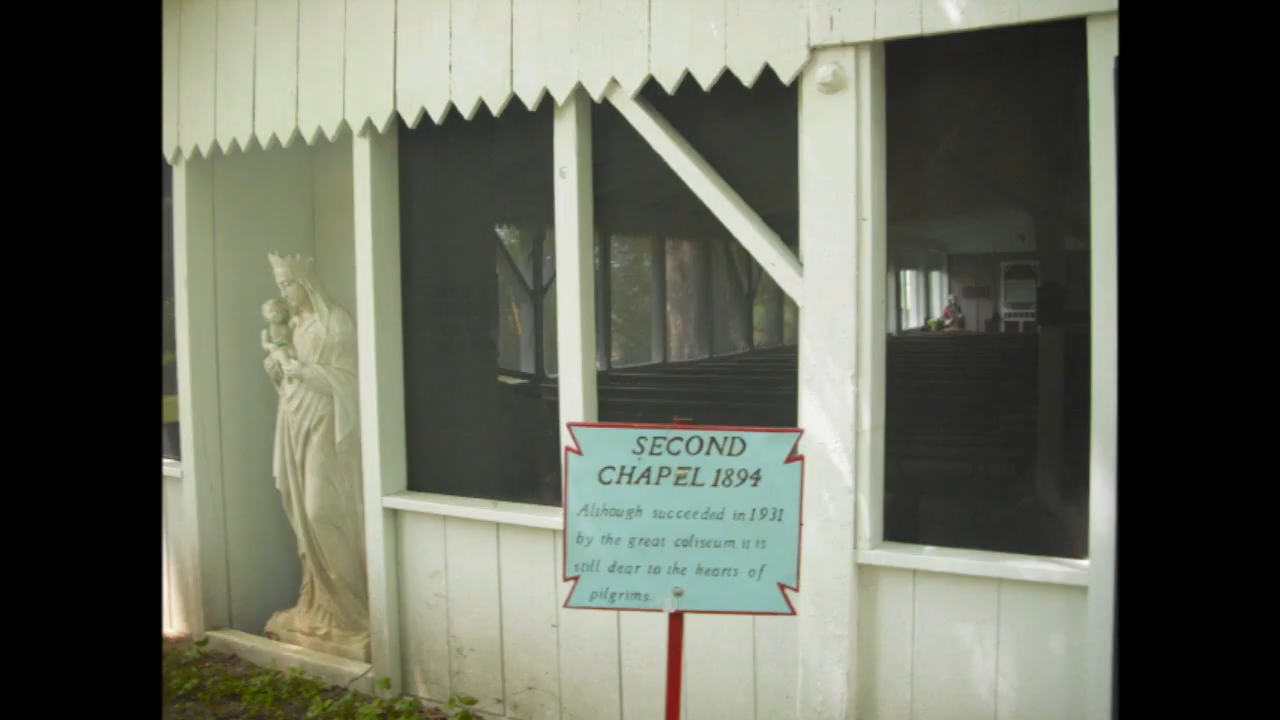 SECOND
CHAPEL 1894
Although succeeded in 1931
by the great coliseum it is
still dear to the hearts of
pilgrims.